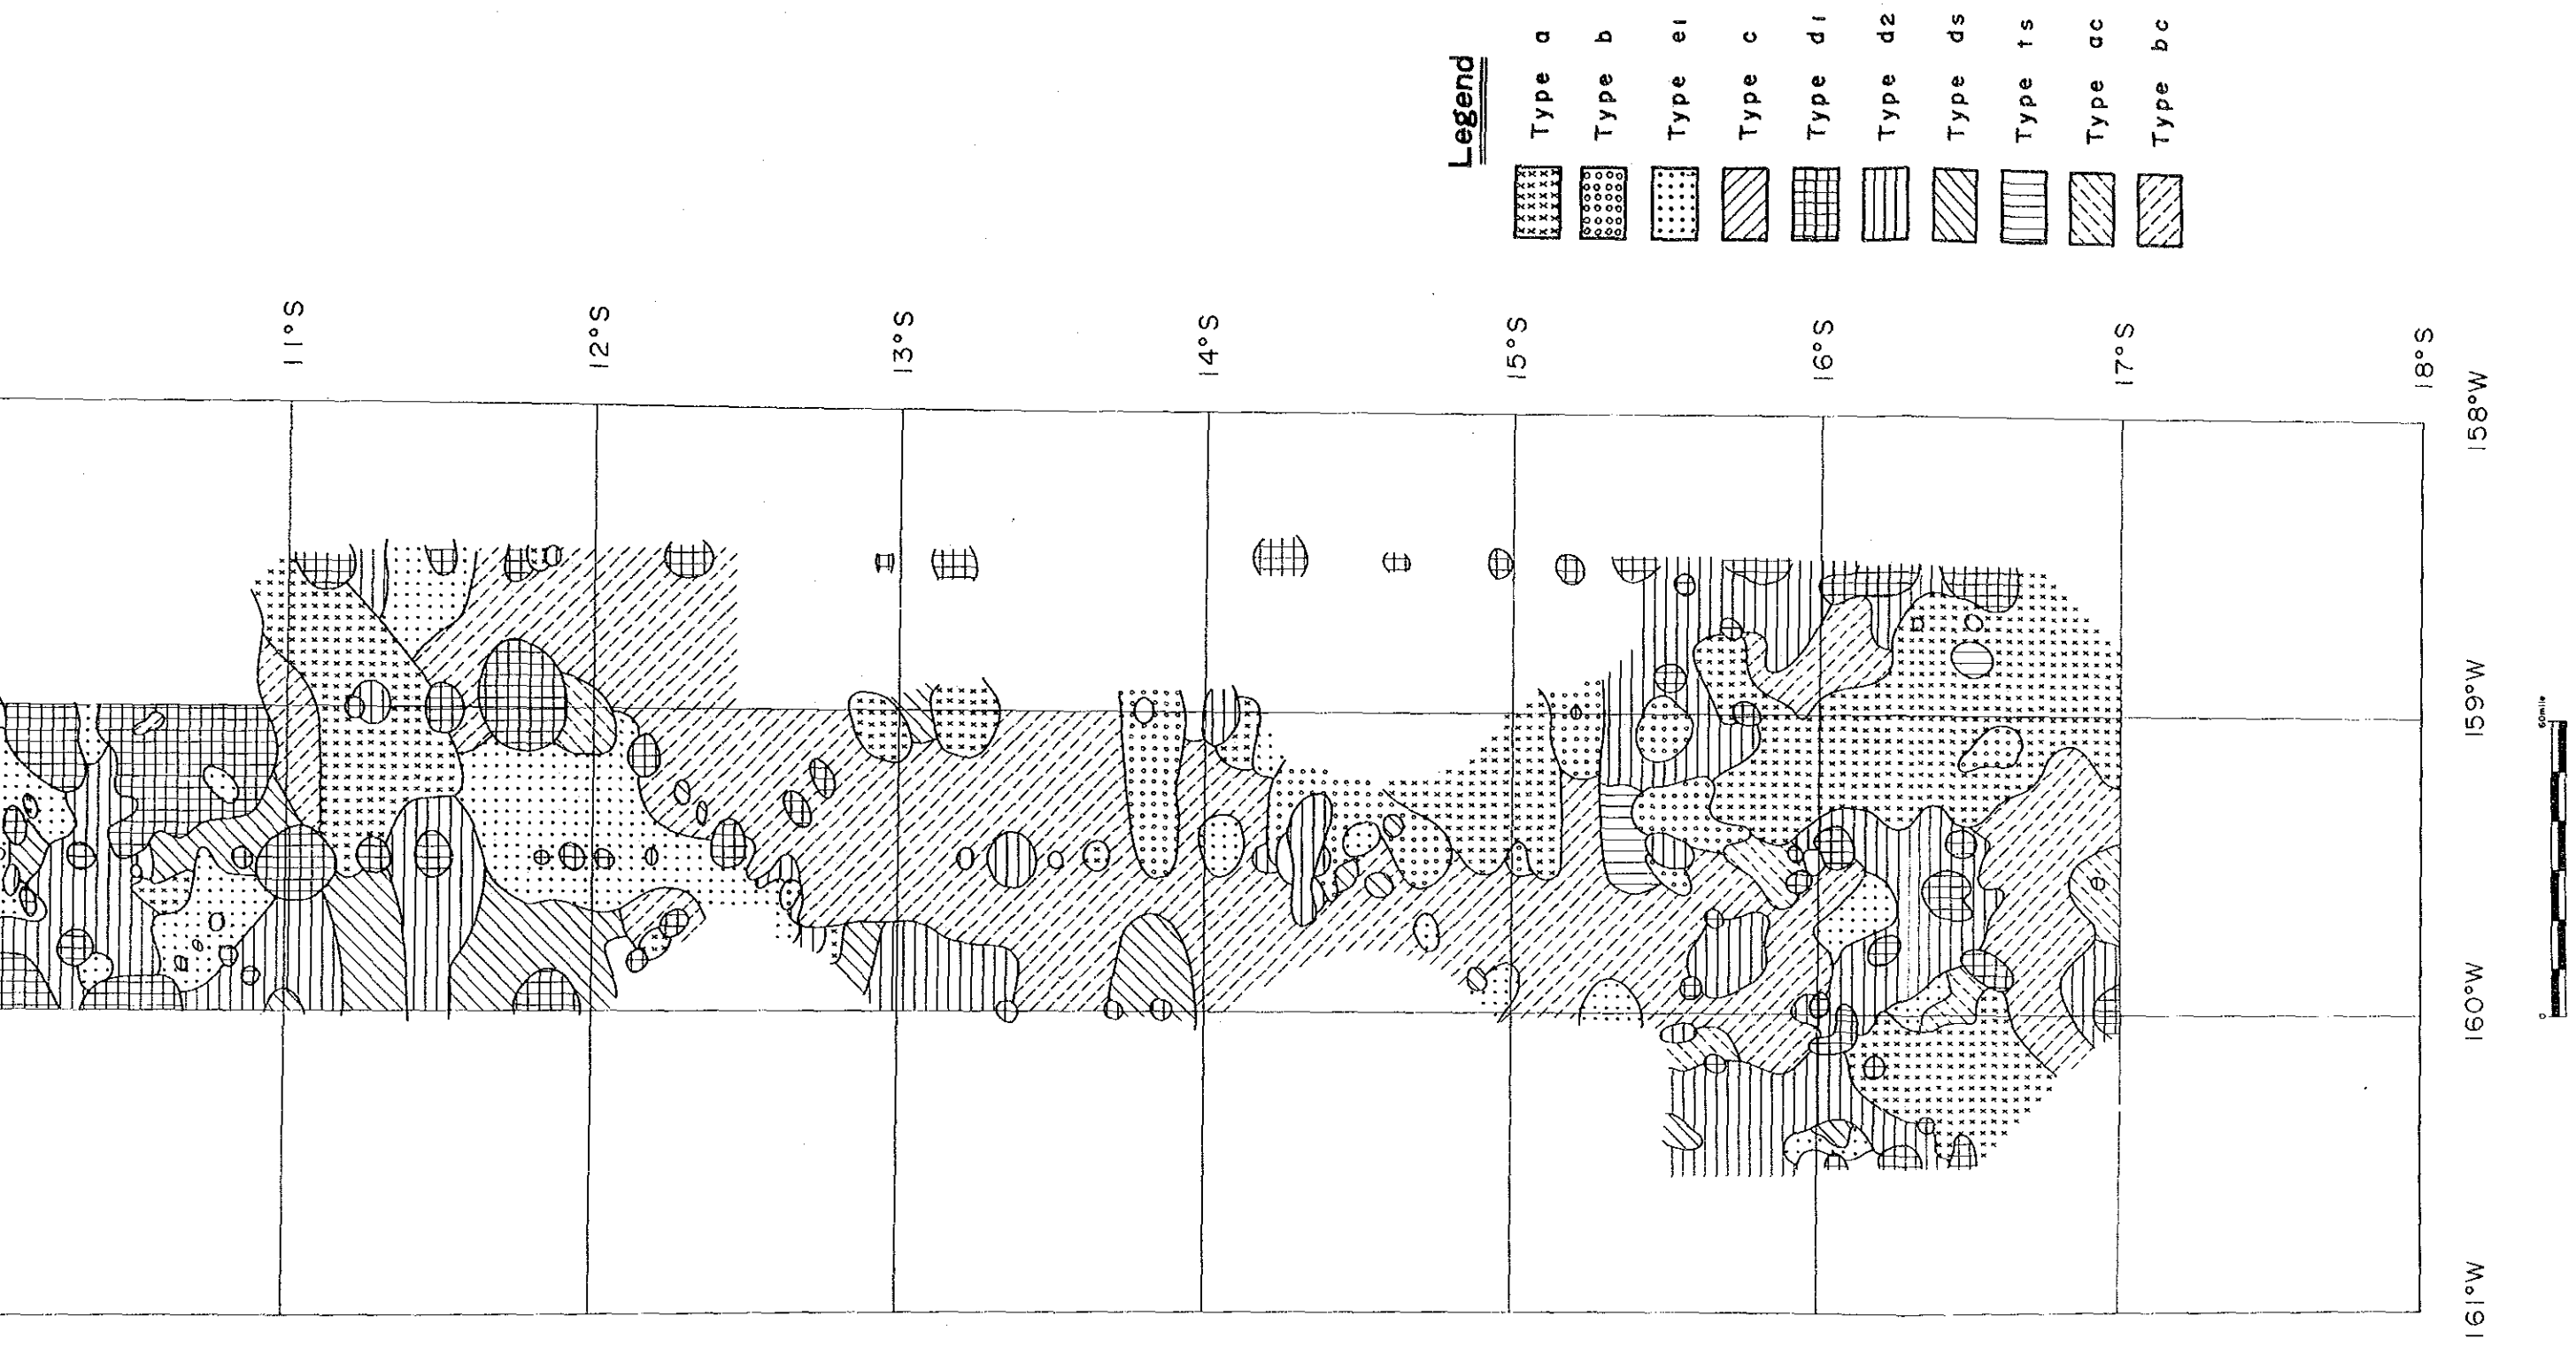 Legend
Type a
Type b
Type e1
Type c
Type d1
Type d2
Type ds
Type ts
Type ac
Type bc
11°S
12°S
13°S
14°S
15°S
16°S
17°S
18°S
158°W
159°W
160°W
161°W
0
60mile